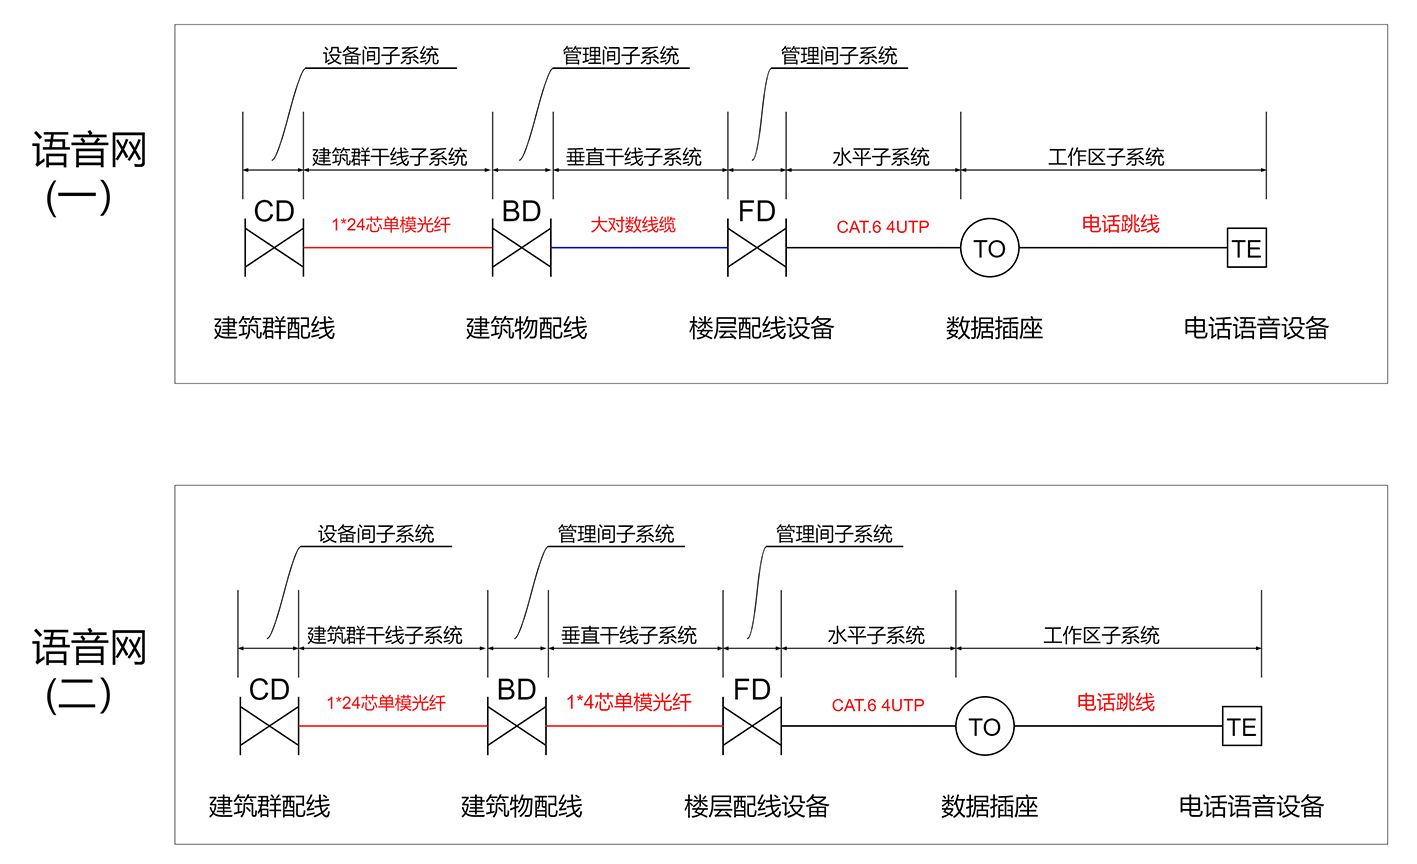 语音网
(一)
设备间子系统
管理间子系统
管理间子系统
建筑群干线子系统
垂直干线子系统
水平子系统
工作区子系统
CD
1*24芯单模光纤
BD
大对数线缆
FD
CAT.6 4UTP
TO
电话跳线
TE
建筑群配线
建筑物配线
楼层配线设备
数据插座
电话语音设备
语音网
(二)
设备间子系统
管理间子系统
管理间子系统
建筑群干线子系统
垂直干线子系统
水平子系统
工作区子系统
CD
1*24芯单模光纤
BD
1*4芯单模光纤
FD
CAT.6 4UTP
TO
电话跳线
TE
建筑群配线
建筑物配线
楼层配线设备
数据插座
电话语音设备